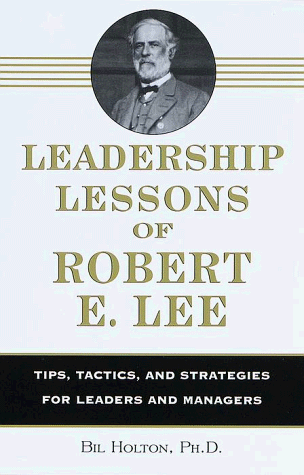 LEADERSHIP
LESSONS
OF
ROBERT
E. LEE
TIPS, TACTICS, AND STRATEGIES
FOR LEADERS AND MANAGERS
BIL HOLTON, PH.D.